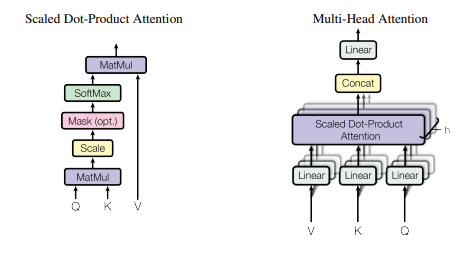 Scaled Dot-Product Attention
MatMul
SoftMax
Mask (opt.)
Scale
MatMul
Q K V
Multi-Head Attention
Linear
Concat
Scaled Dot-Product
Attention
h
Linear Linear Linear
V K Q